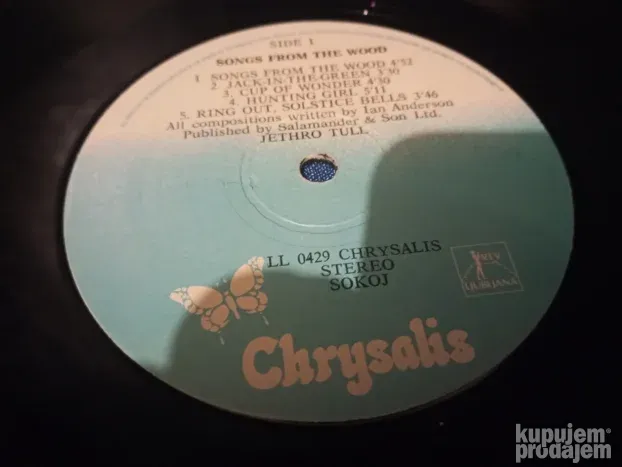 SIDE 1
SONGS FROM THE WOOD
1 SONGS FROM THE WOOD 4'52
2. JACK-IN-THE-GREEN 3'30
3. CUP OF WONDER 4'30
4. HUNTING GIRL 5'11
5. RING OUT, SOLSTICE BELLS 3'46
All compositions written by Ian Anderson
Published by Salamander & Son Ltd.
JETHRO TULL
LL 0429 CHRYSALIS
STEREO
SOKOJ
RTV
LJUBLJANA
Chrysalis
kupujem
prodajem